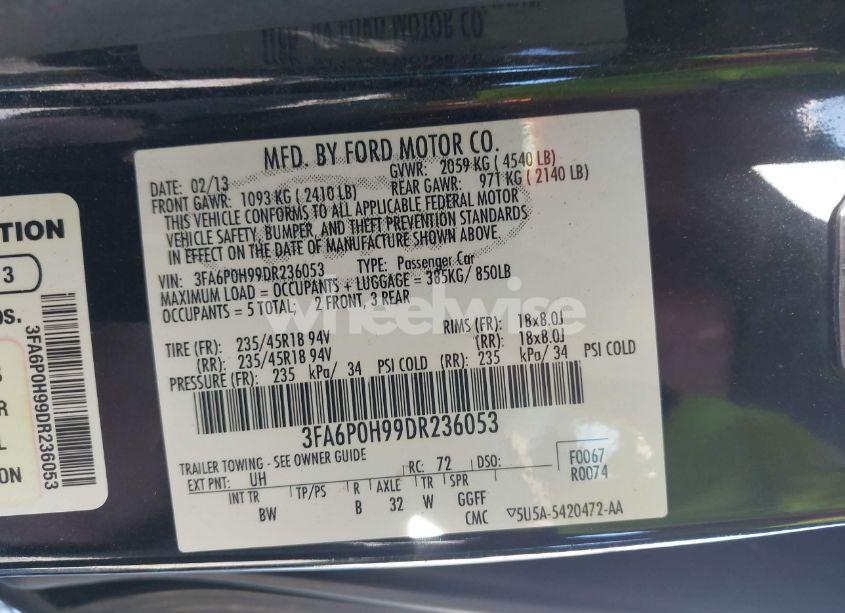 MFD. BY FORD MOTOR CO.
DATE: 02/13 GVWR: 2059 KG ( 4540 LB)
FRONT GAWR: 1093 KG ( 2410 LB) REAR GAWR: 971 KG ( 2140 LB)
THIS VEHICLE CONFORMS TO ALL APPLICABLE FEDERAL MOTOR
VEHICLE SAFETY, BUMPER, AND THEFT PREVENTION STANDARDS
IN EFFECT ON THE DATE OF MANUFACTURE SHOWN ABOVE.
VIN: 3FA6P0H99DR236053 TYPE: Passenger Car
MAXIMUM LOAD = OCCUPANTS + LUGGAGE = 385KG/ 850LB
OCCUPANTS = 5 TOTAL: 2 FRONT, 3 REAR
wheelwise
TIRE (FR): 235/45R18 94V RIMS (FR): 18x8.0J
(RR): 235/45R18 94V (RR): 18x8.0J
PRESSURE (FR): 235 kPa/ 34 PSI COLD (RR): 235 kPa/ 34 PSI COLD
3FA6P0H99DR236053
TRAILER TOWING - SEE OWNER GUIDE
EXT PNT: UH RC: 72 DSO: F0067
R0074
INT TR TP/PS R AXLE TR SPR
BW B 32 W GGFF
CMC 5U5A-5420472-AA
TION
3
3FA6P0H99DR236053